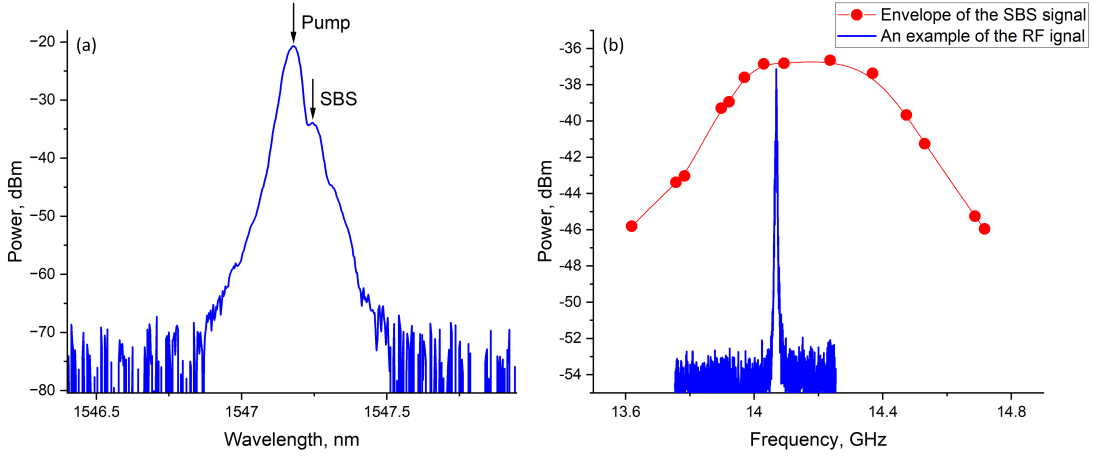 (a)
Pump
SBS
Power, dBm
−20
−30
−40
−50
−60
−70
−80
1546.5
1547
1547.5
Wavelength, nm
(b)
Envelope of the SBS signal
An example of the RF ignal
Power, dBm
-36
-38
-40
-42
-44
-46
-48
-50
-52
-54
13.6
14
14.4
14.8
Frequency, GHz